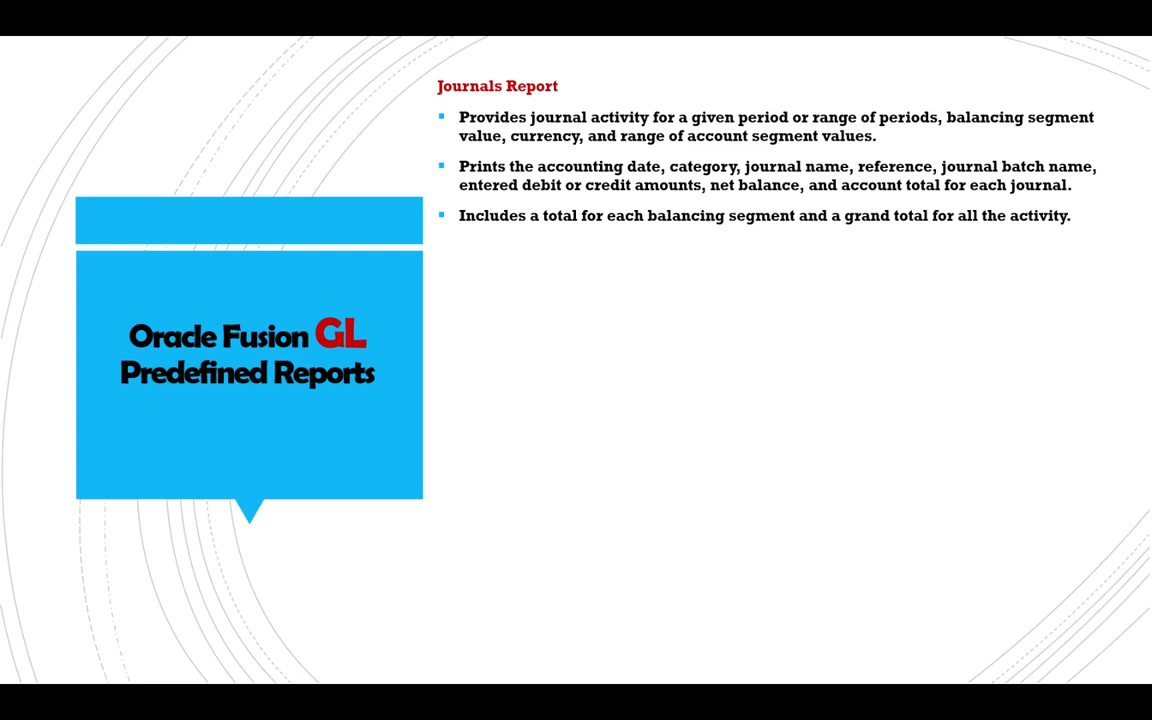 Journals Report
Provides journal activity for a given period or range of periods, balancing segment
value, currency, and range of account segment values.
Prints the accounting date, category, journal name, reference, journal batch name,
entered debit or credit amounts, net balance, and account total for each journal.
Includes a total for each balancing segment and a grand total for all the activity.
Oracle Fusion GL
Predefined Reports